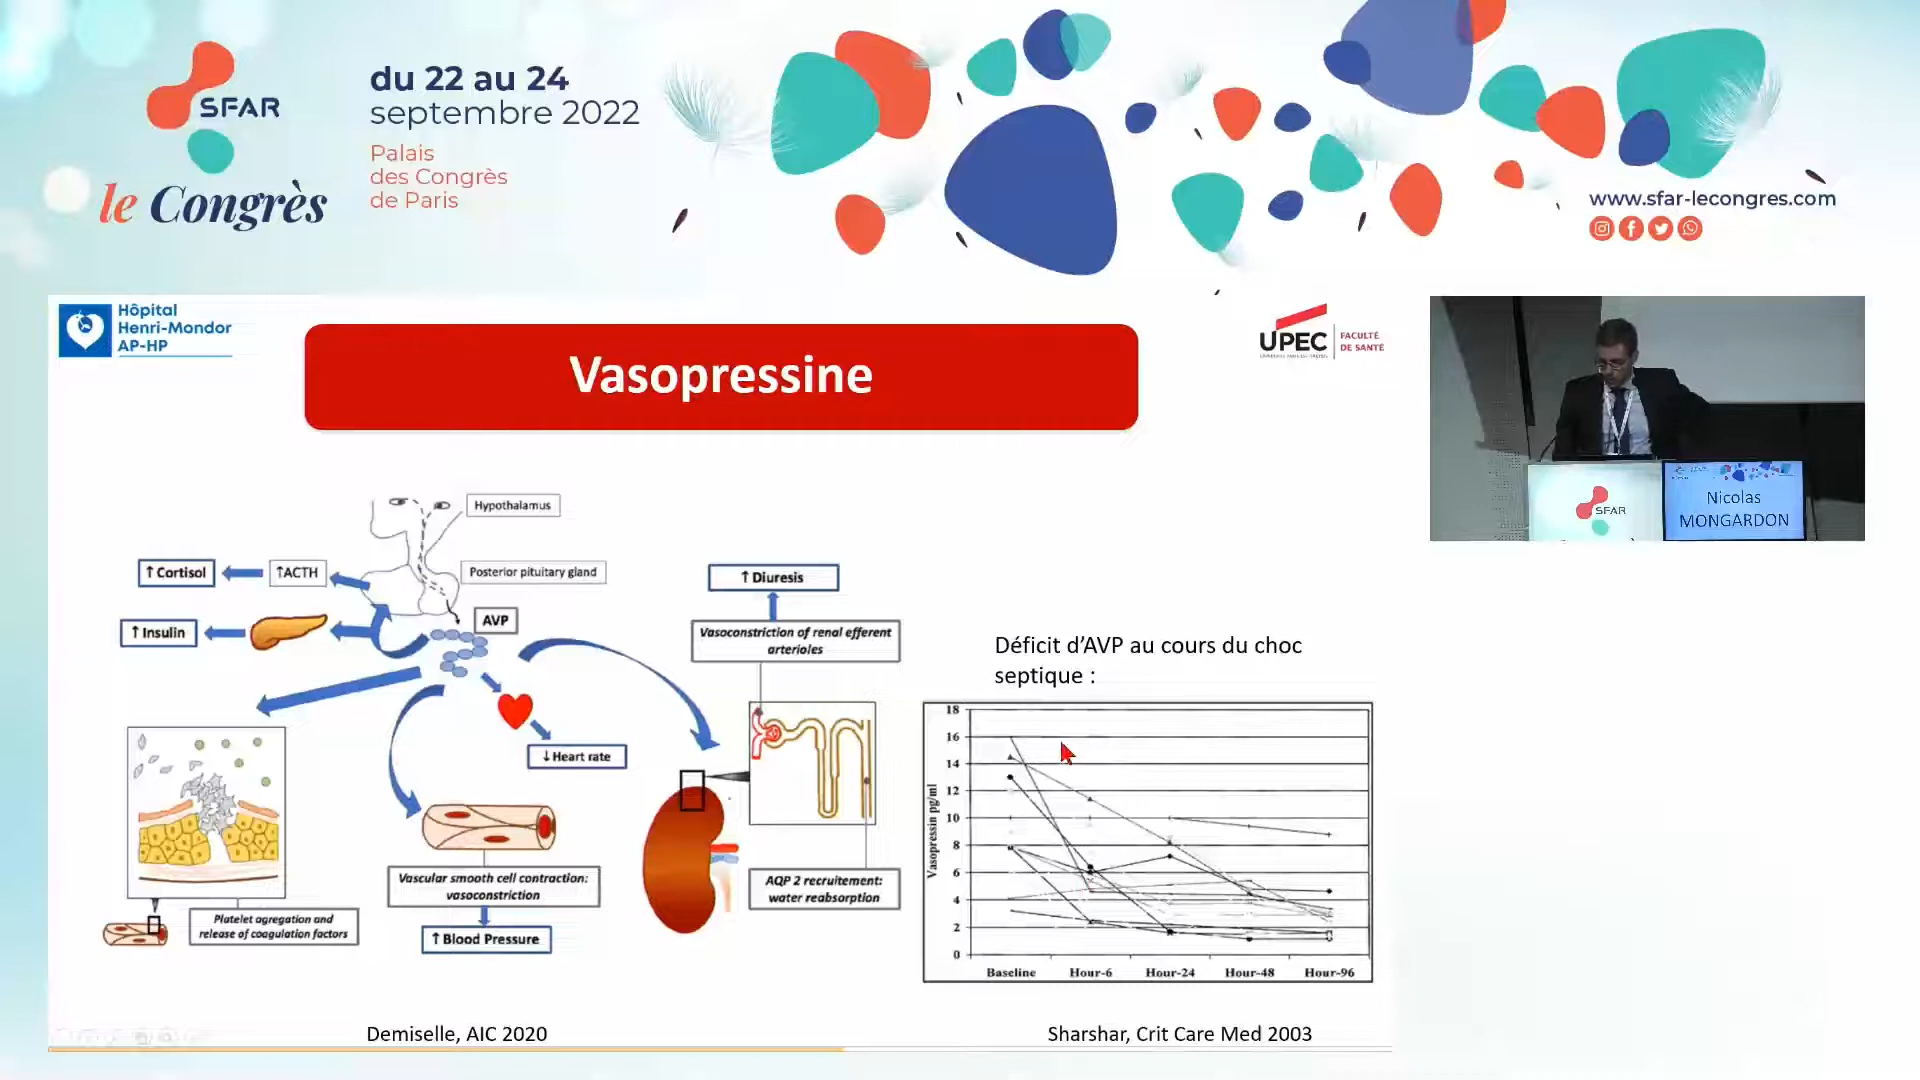 SFAR
le Congrès
du 22 au 24
septembre 2022
Palais
des Congrès
de Paris
www.sfar-lecongres.com
Hôpital
Henri-Mondor
AP-HP
Vasopressine
UPEC
FACULTÉ
DE SANTÉ
Nicolas
MONGARDON
SFAR
Hypothalamus
Posterior pituitary gland
↑ Cortisol
↑ACTH
↑ Insulin
AVP
↑ Diuresis
Vasoconstriction of renal efferent
arterioles
↓ Heart rate
Vascular smooth cell contraction:
vasoconstriction
↑ Blood Pressure
AQP 2 recruitement:
water reabsorption
Platelet agregation and
release of coagulation factors
Déficit d’AVP au cours du choc
septique :
Vasopressin pg/ml
18
16
14
12
10
8
6
4
2
0
Baseline Hour-6 Hour-24 Hour-48 Hour-96
Demiselle, AIC 2020
Sharshar, Crit Care Med 2003